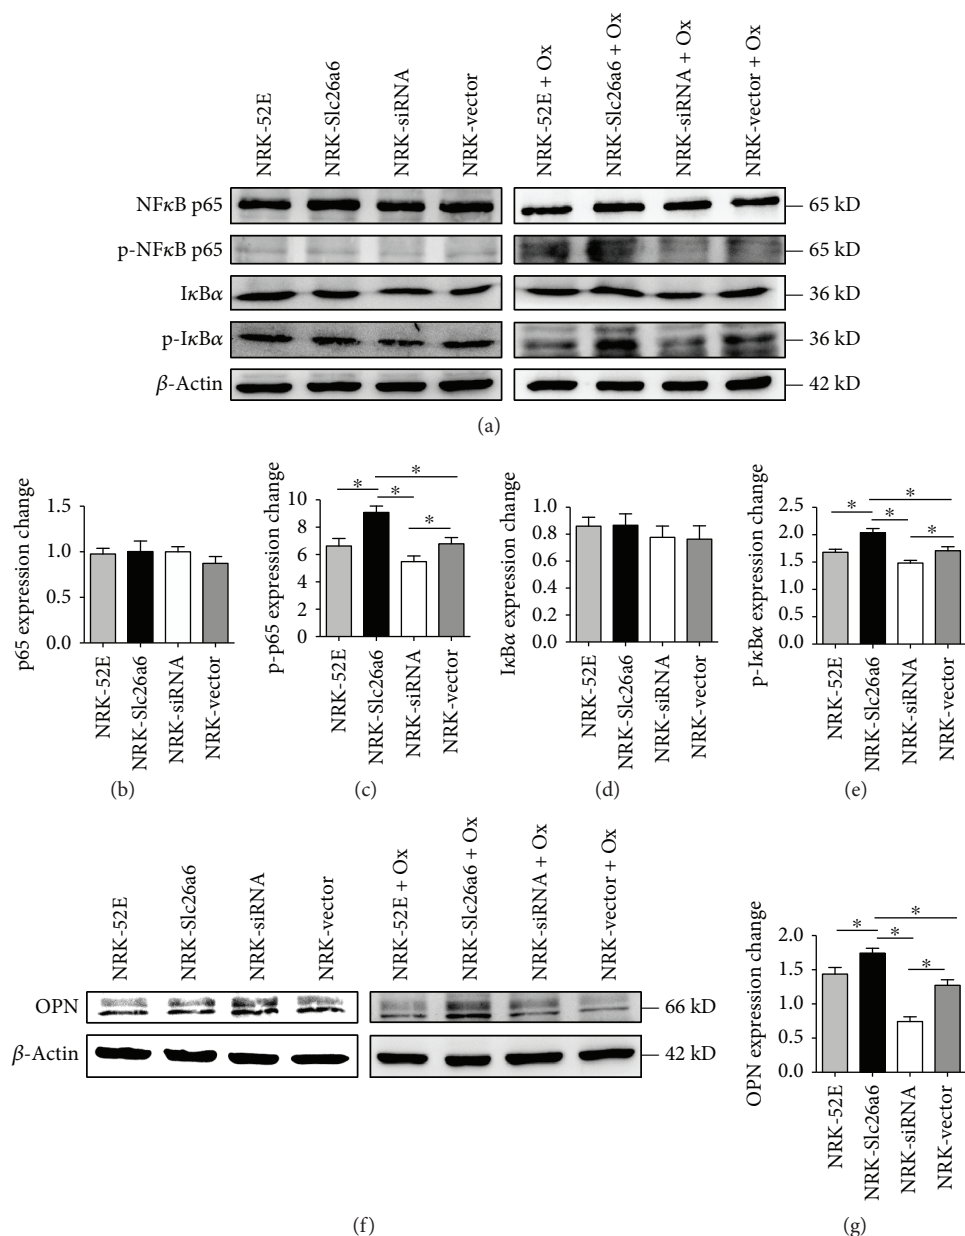 NRK-52E
NRK-Slc26a6
NRK-siRNA
NRK-vector
NRK-52E + Ox
NRK-Slc26a6 + Ox
NRK-siRNA + Ox
NRK-vector + Ox
NFκB p65
65 kD
p-NFκB p65
65 kD
IκBα
36 kD
p-IκBα
36 kD
β-Actin
42 kD
(a)
p65 expression change
1.5
1.0
0.5
0.0
NRK-52E
NRK-Slc26a6
NRK-siRNA
NRK-vector
(b)
p-p65 expression change
10
8
6
4
2
0
* * * *
NRK-52E
NRK-Slc26a6
NRK-siRNA
NRK-vector
(c)
IκBα expression change
1.0
0.8
0.6
0.4
0.2
0.0
NRK-52E
NRK-Slc26a6
NRK-siRNA
NRK-vector
(d)
p-IκBα expression change
2.5
2.0
1.5
1.0
0.5
0.0
* * * *
NRK-52E
NRK-Slc26a6
NRK-siRNA
NRK-vector
(e)
NRK-52E
NRK-Slc26a6
NRK-siRNA
NRK-vector
NRK-52E + Ox
NRK-Slc26a6 + Ox
NRK-siRNA + Ox
NRK-vector + Ox
OPN
66 kD
β-Actin
42 kD
(f)
OPN expression change
2.0
1.5
1.0
0.5
0.0
* * * *
NRK-52E
NRK-Slc26a6
NRK-siRNA
NRK-vector
(g)